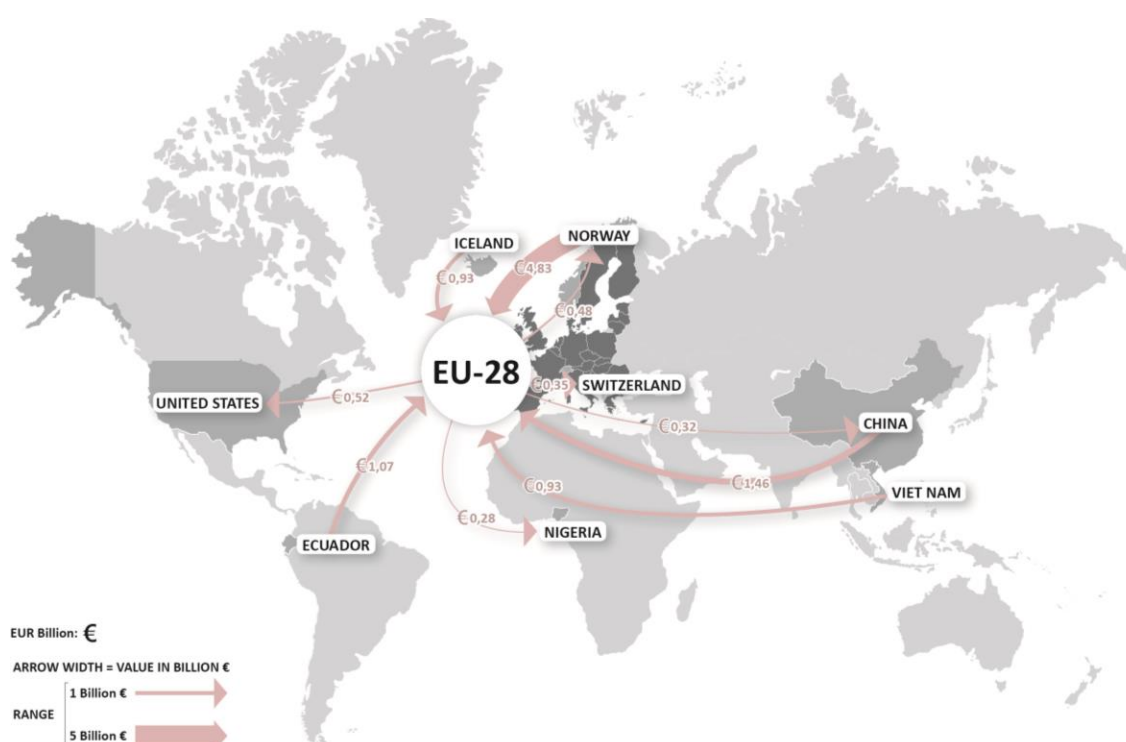 ICELAND
NORWAY
€0,93
€4,83
€0,48
EU-28
€0,35
SWITZERLAND
UNITED STATES
€0,52
€0,32
CHINA
€1,07
€0,93
€1,46
VIET NAM
€0,28
NIGERIA
ECUADOR
EUR Billion: €
ARROW WIDTH = VALUE IN BILLION €
RANGE
1 Billion €
5 Billion €